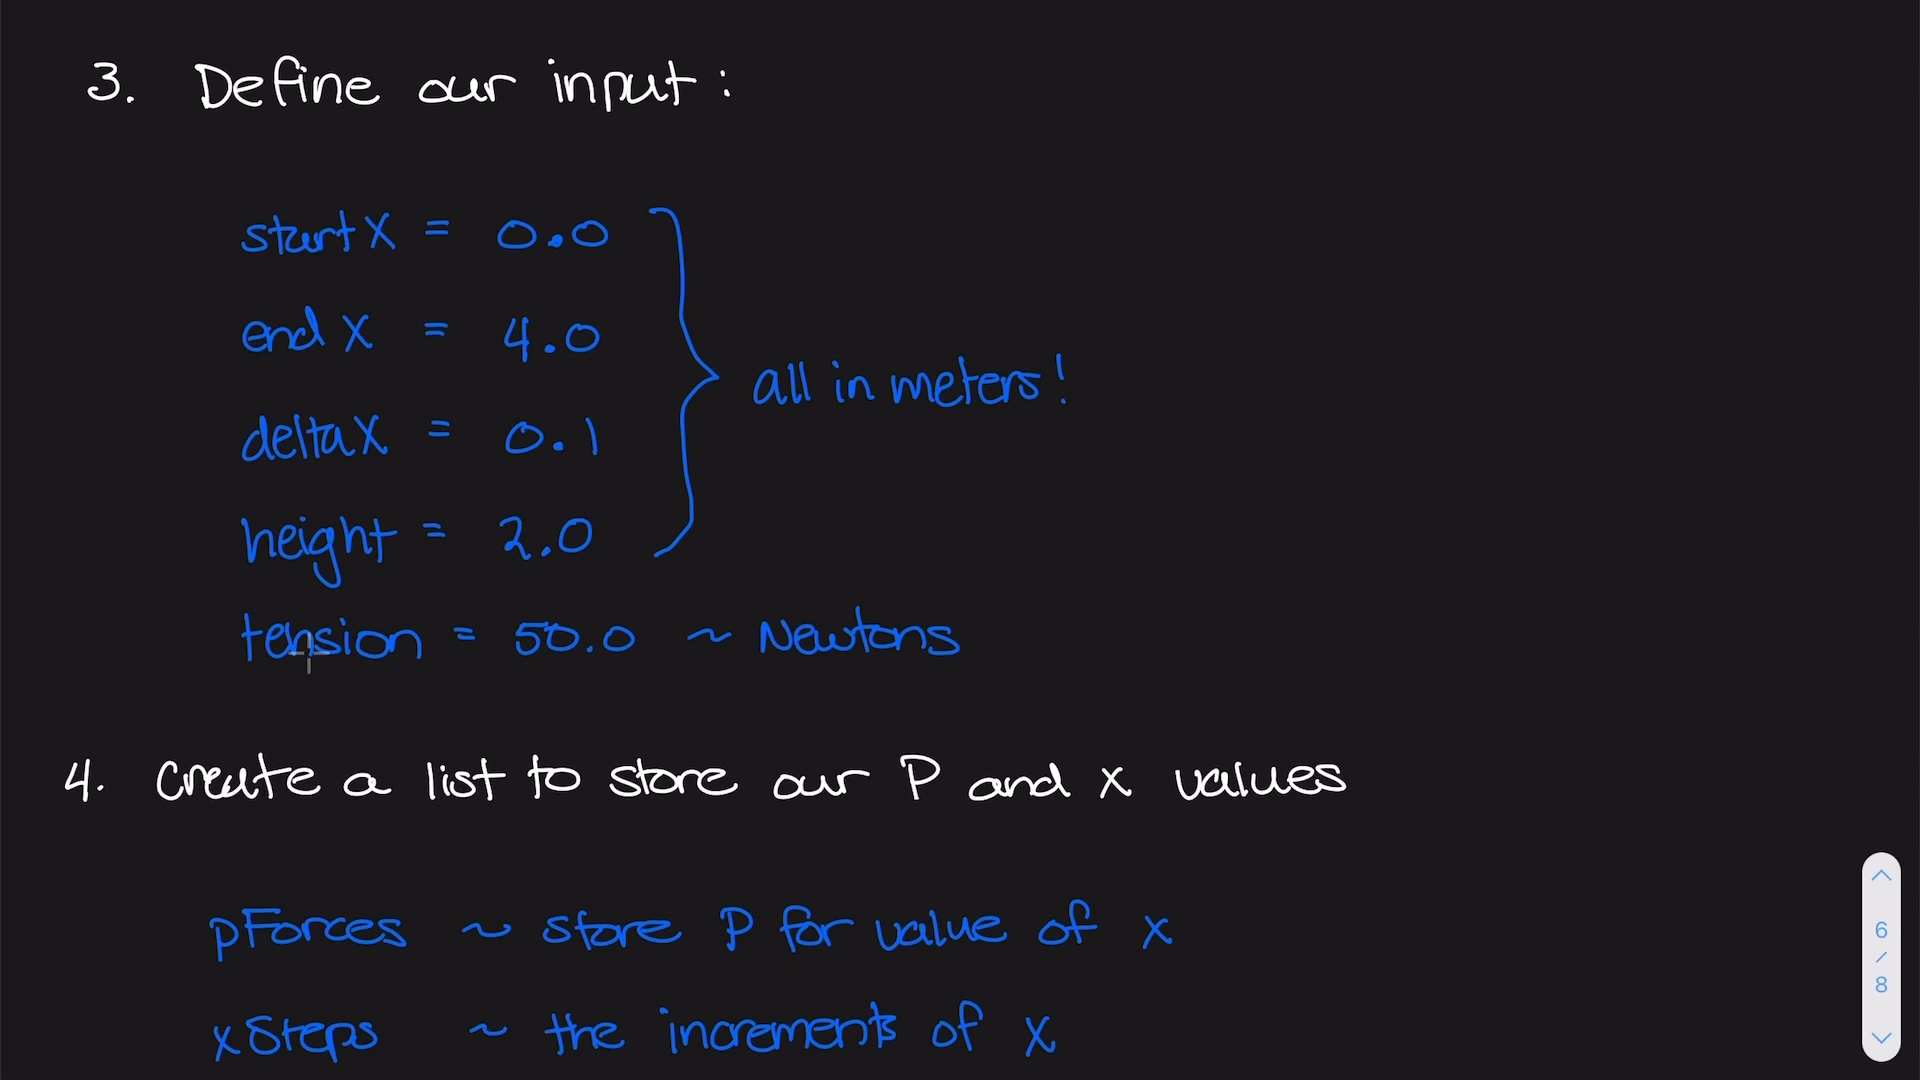 3. Define our input :
startX = 0.0
endX = 4.0
deltaX = 0.1
height = 2.0
all in meters!
tension = 50.0 ~ Newtons
4. Create a list to store our P and x values
pForces ~ store P for value of x
xSteps ~ the increments of x
6
/
8